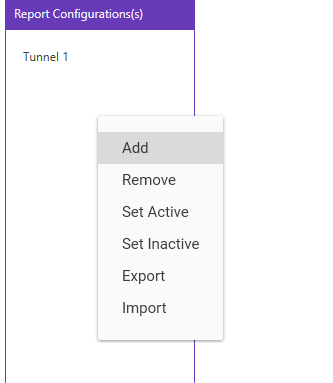 Report Configurations(s)
Tunnel 1
Add
Remove
Set Active
Set Inactive
Export
Import